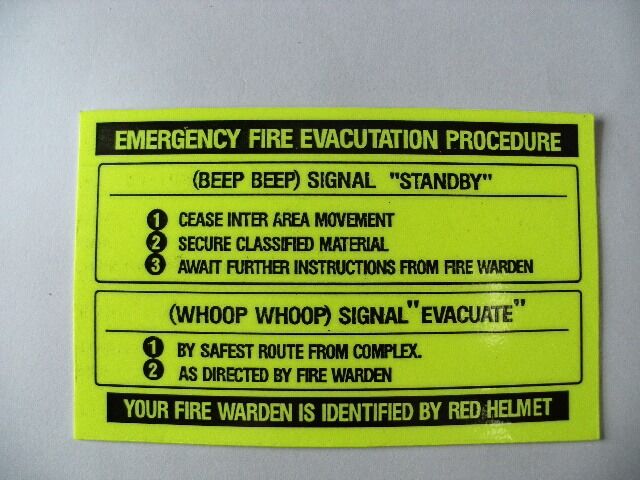 EMERGENCY FIRE EVACUTATION PROCEDURE
(BEEP BEEP) SIGNAL "STANDBY"
1 CEASE INTER AREA MOVEMENT
2 SECURE CLASSIFIED MATERIAL
3 AWAIT FURTHER INSTRUCTIONS FROM FIRE WARDEN
(WHOOP WHOOP) SIGNAL "EVACUATE"
1 BY SAFEST ROUTE FROM COMPLEX.
2 AS DIRECTED BY FIRE WARDEN
YOUR FIRE WARDEN IS IDENTIFIED BY RED HELMET